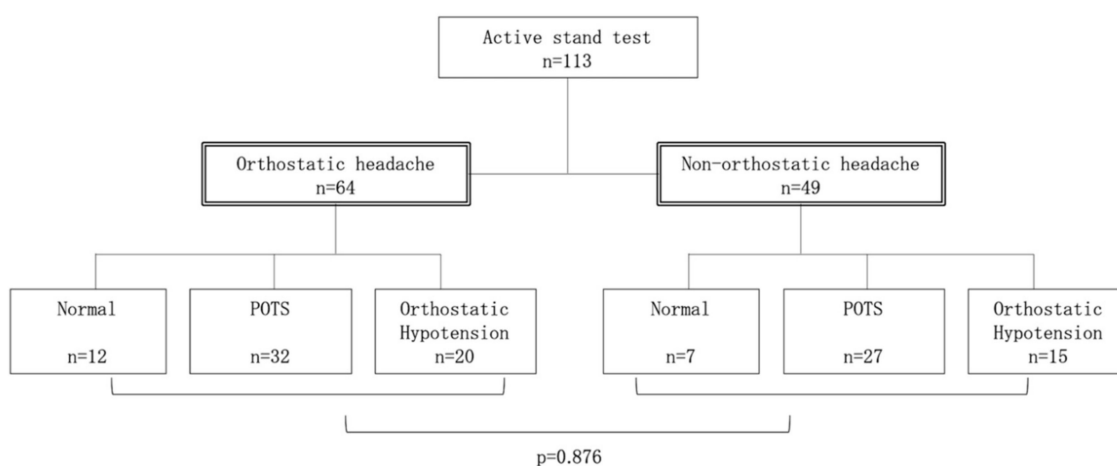 Active stand test
n=113
Orthostatic headache
n=64
Non-orthostatic headache
n=49
Normal
n=12
POTS
n=32
Orthostatic
Hypotension
n=20
Normal
n=7
POTS
n=27
Orthostatic
Hypotension
n=15
p=0.876